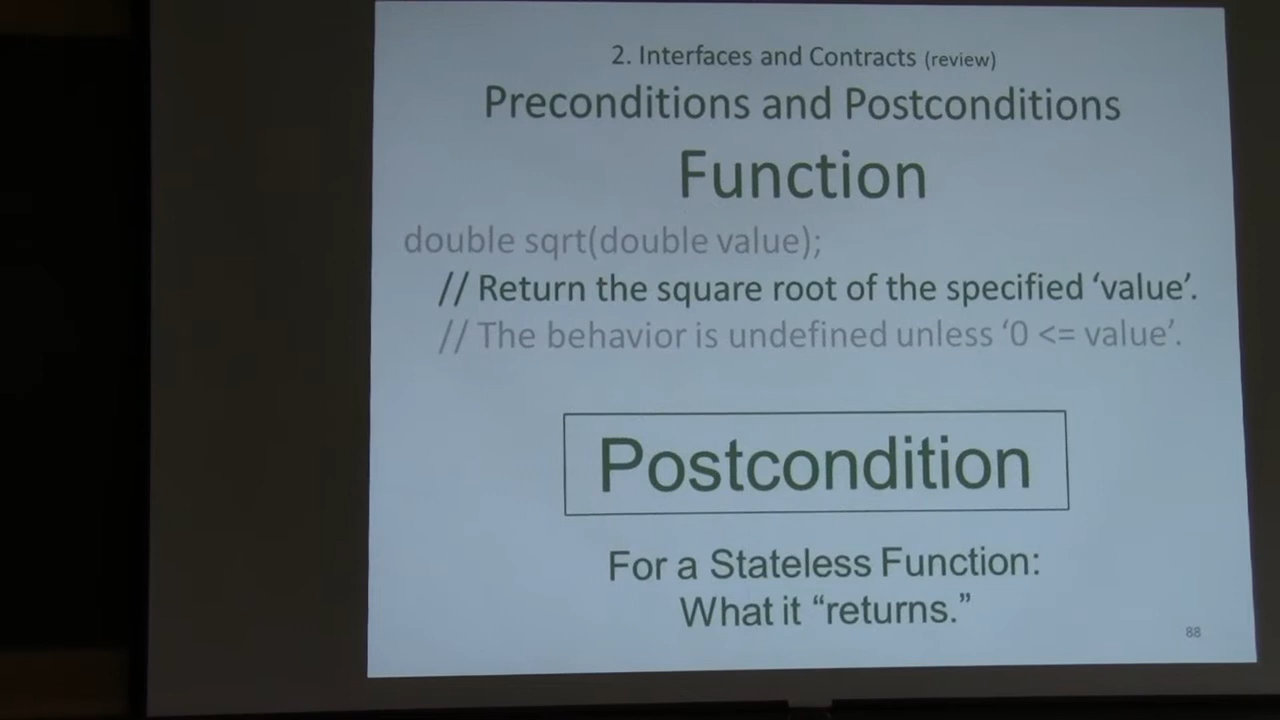 2. Interfaces and Contracts (review)
Preconditions and Postconditions
Function
double sqrt(double value);
// Return the square root of the specified ‘value’.
// The behavior is undefined unless ‘0 <= value’.
Postcondition
For a Stateless Function:
What it “returns.”
88